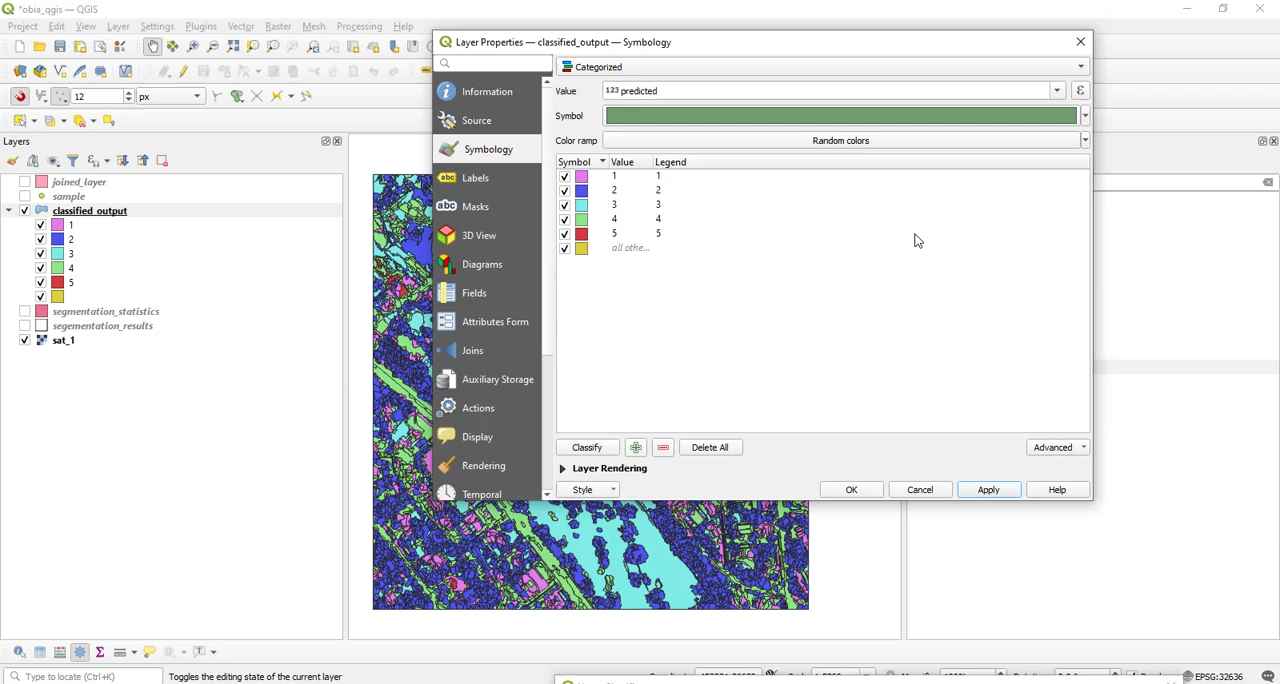 *obia_qgis — QGIS
Project Edit View Layer Settings Plugins Vector Raster Mesh Processing Help
Layer Properties — classified_output — Symbology
12 px
Layers
joined_layer
sample
classified_output
1
2
3
4
5
segmentation_statistics
segementation_results
sat_1
Information
Source
Symbology
Labels
Masks
3D View
Diagrams
Fields
Attributes Form
Joins
Auxiliary Storage
Actions
Display
Rendering
Temporal
Categorized
Value 123 predicted
Symbol
Color ramp Random colors
Symbol Value Legend
1 1
2 2
3 3
4 4
5 5
all othe...
Classify Delete All Advanced
Layer Rendering
Style OK Cancel Apply Help
Type to locate (Ctrl+K) Toggles the editing state of the current layer EPSG:32636